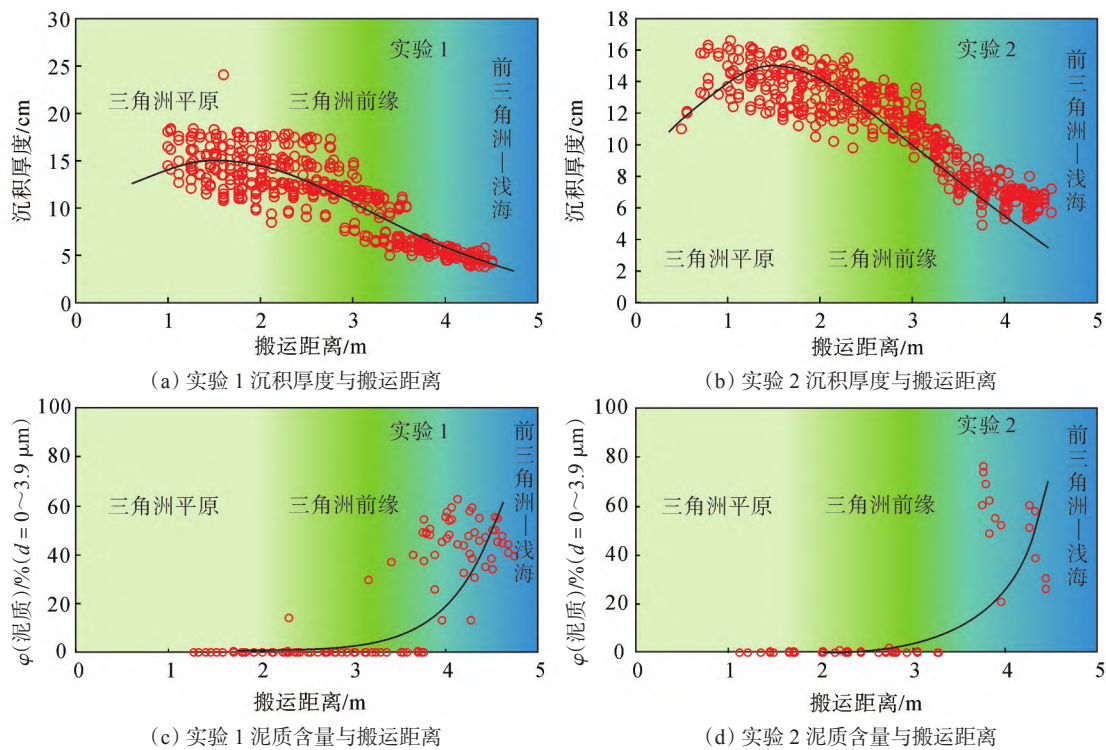 30
25
20
15
10
5
0
沉积厚度/cm
实验 1
三角洲平原
三角洲前缘
前三角洲—浅海
1
2
3
4
5
搬运距离/m
(a) 实验 1 沉积厚度与搬运距离
18
16
14
12
10
8
6
4
2
0
沉积厚度/cm
实验 2
三角洲平原
三角洲前缘
前三角洲—浅海
0
1
2
3
4
5
搬运距离/m
(b) 实验 2 沉积厚度与搬运距离
100
80
60
40
20
0
φ(泥质)/%(d = 0～3.9 μm)
实验 1
三角洲平原
三角洲前缘
前三角洲—浅海
0
1
2
3
4
5
搬运距离/m
(c) 实验 1 泥质含量与搬运距离
100
80
60
40
20
0
φ(泥质)/%(d = 0～3.9 μm)
实验 2
三角洲平原
三角洲前缘
前三角洲—浅海
0
1
2
3
4
5
搬运距离/m
(d) 实验 2 泥质含量与搬运距离